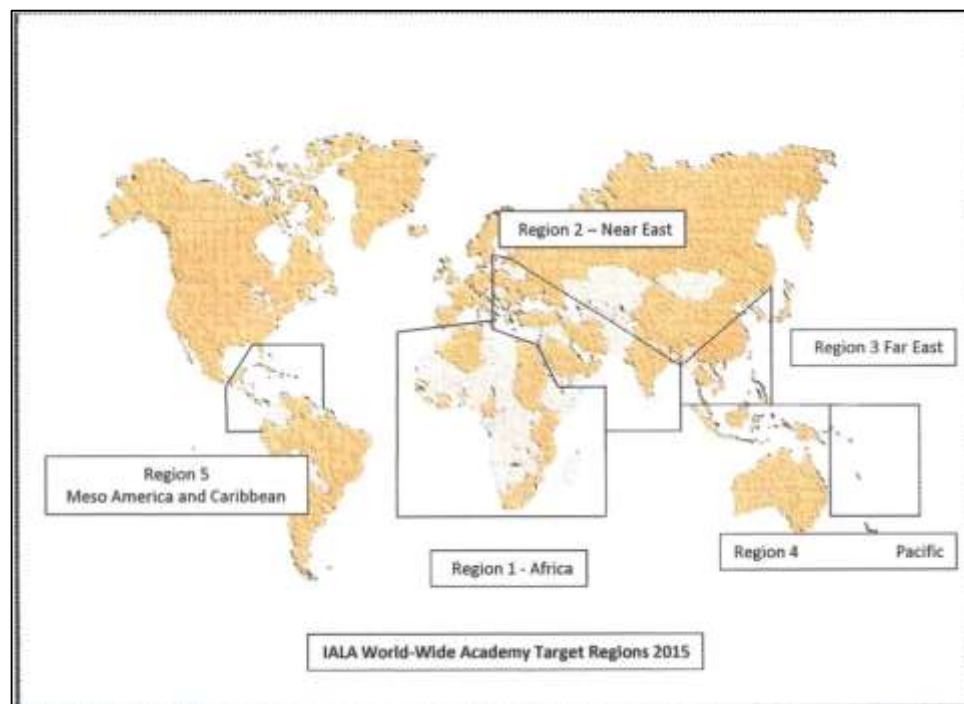 Region 2 – Near East
Region 3 Far East
Region 5
Meso America and Caribbean
Region 4 Pacific
Region 1 - Africa
IALA World-Wide Academy Target Regions 2015